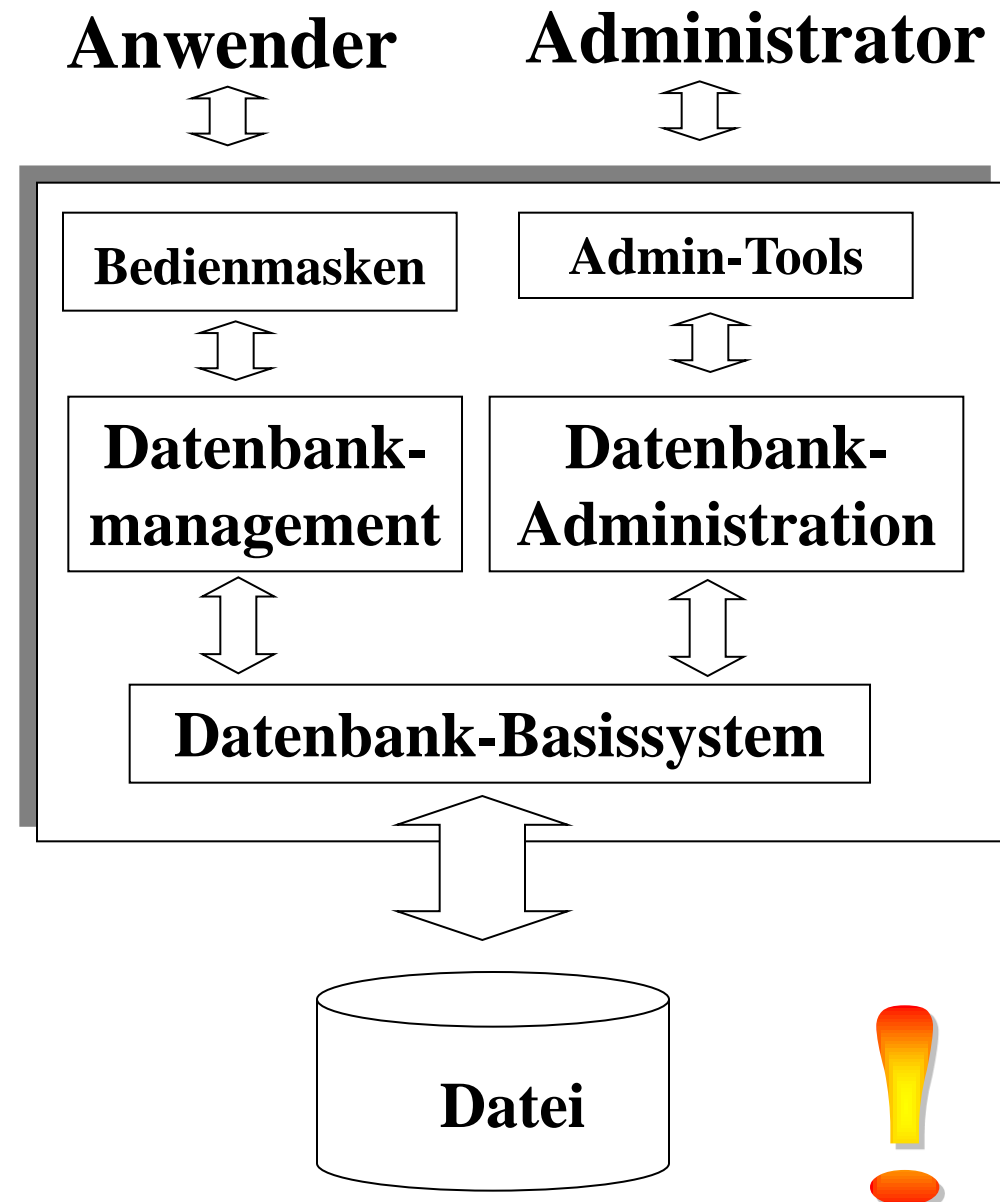 Anwender
Administrator
Bedienmasken
Admin-Tools
Datenbank-
management
Datenbank-
Administration
Datenbank-Basissystem
Datei
!